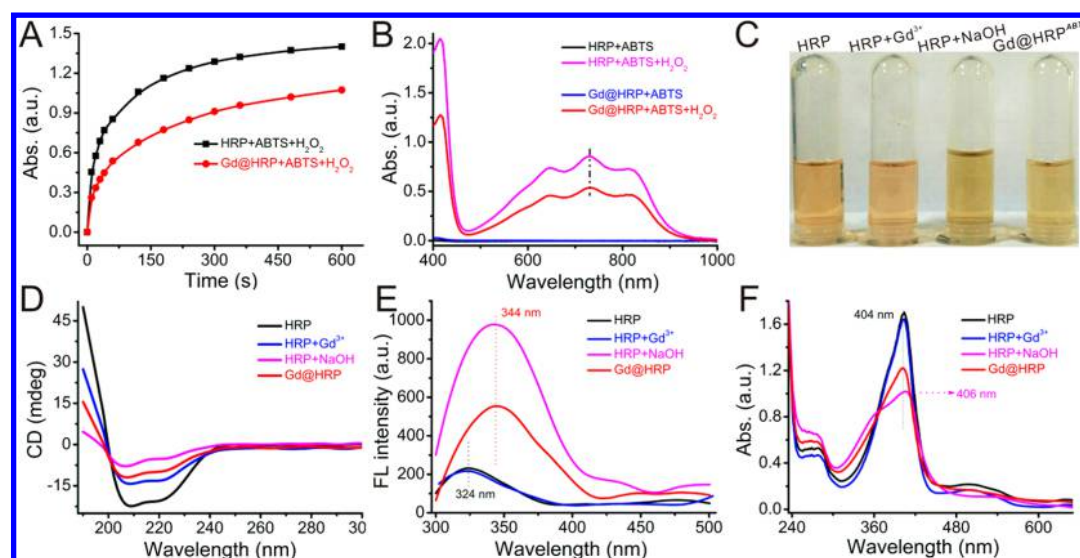 A
Abs. (a.u.)
1.5
1.2
0.9
0.6
0.3
0.0
HRP+ABTS+H₂O₂
Gd@HRP+ABTS+H₂O₂
0 150 300 450 600
Time (s)
B
Abs. (a.u.)
2.0
1.5
1.0
0.5
0.0
HRP+ABTS
HRP+ABTS+H₂O₂
Gd@HRP+ABTS
Gd@HRP+ABTS+H₂O₂
400 600 800 1000
Wavelength (nm)
C
HRP HRP+Gd³⁺ HRP+NaOH Gd@HRPᴬᴮᵀ
D
CD (mdeg)
45
30
15
0
-15
HRP
HRP+Gd³⁺
HRP+NaOH
Gd@HRP
200 220 240 260 280 300
Wavelength (nm)
E
FL intensity (a.u.)
1000
800
600
400
200
0
344 nm
HRP
HRP+Gd³⁺
HRP+NaOH
Gd@HRP
324 nm
300 350 400 450 500
Wavelength (nm)
F
Abs. (a.u.)
1.6
1.2
0.8
0.4
0.0
404 nm
HRP
HRP+Gd³⁺
HRP+NaOH
Gd@HRP
406 nm
240 360 480 600
Wavelength (nm)